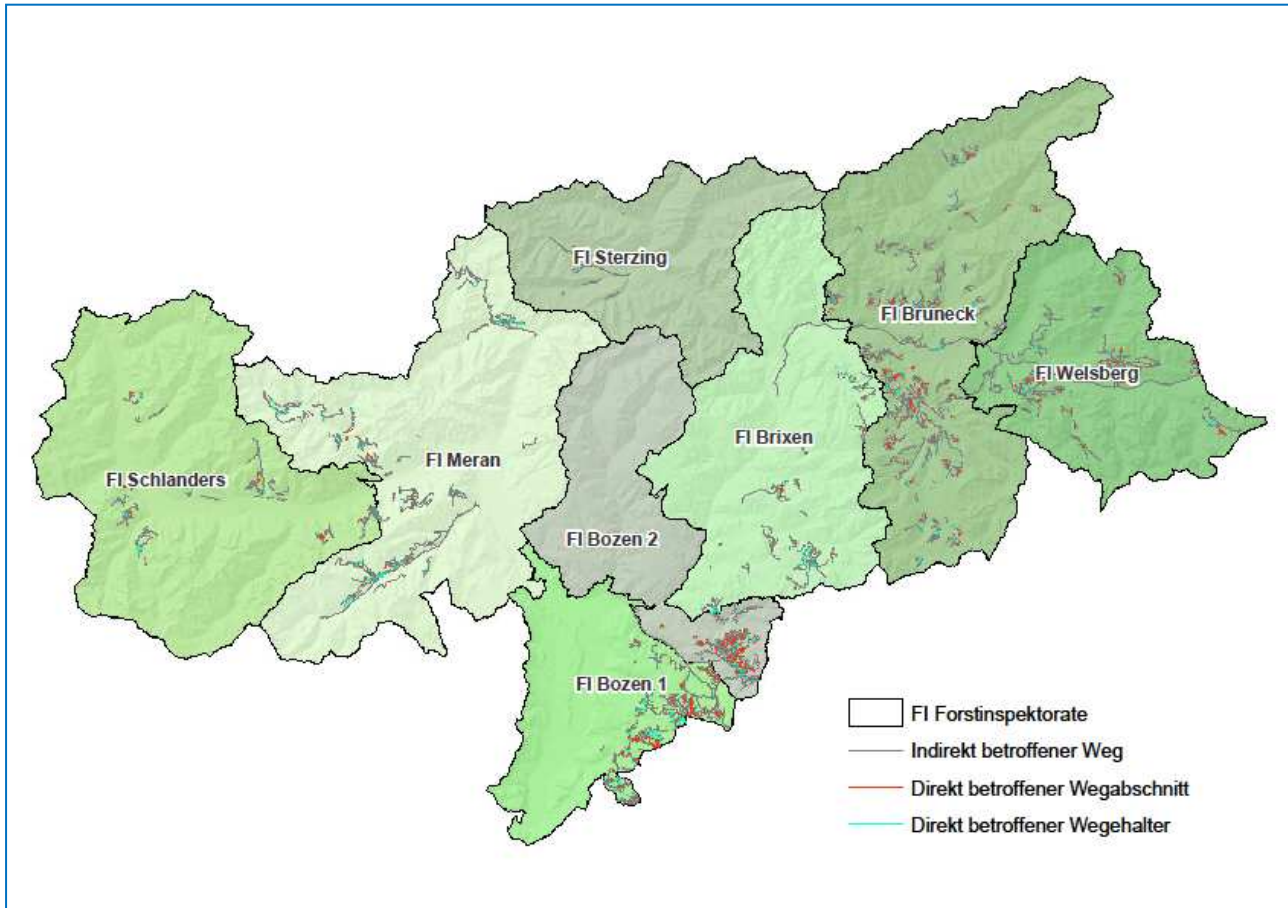 FI Sterzing
FI Bruneck
FI Welsberg
FI Brixen
FI Meran
FI Schlanders
FI Bozen 2
FI Bozen 1
FI Forstinspektorate
Indirekt betroffener Weg
Direkt betroffener Wegabschnitt
Direkt betroffener Wegehalter